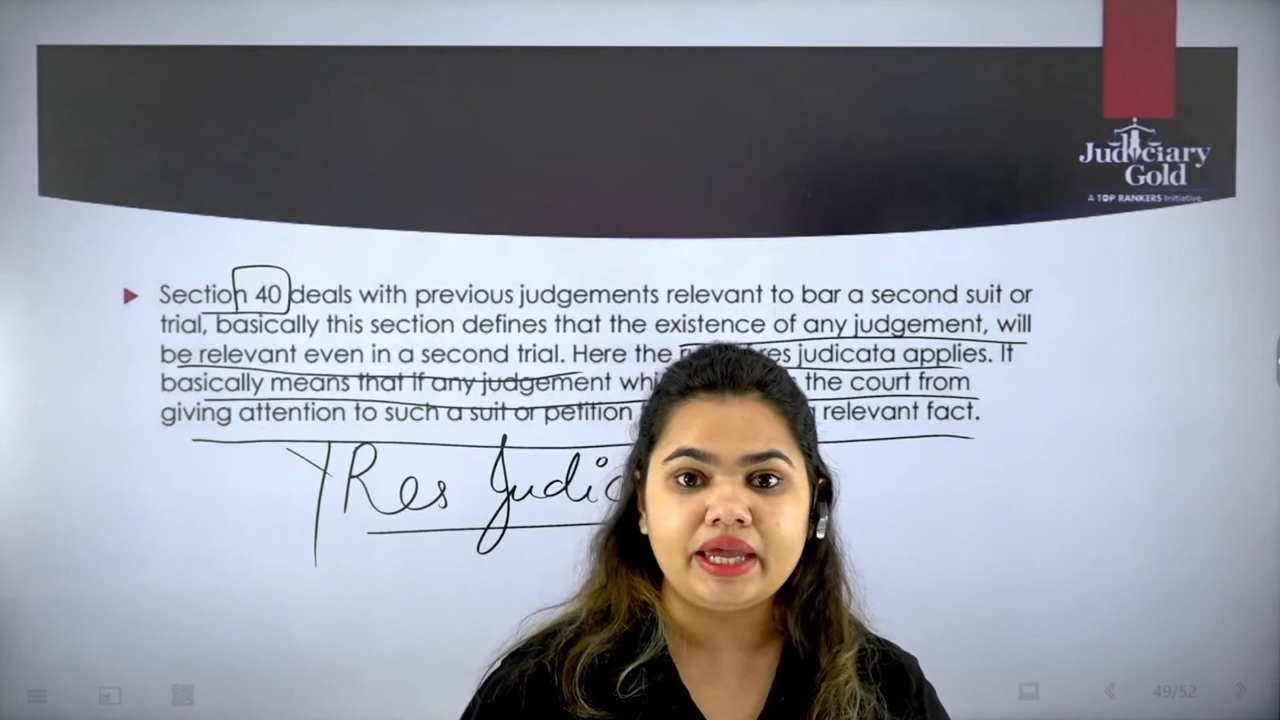 Judiciary
Gold
A TOP RANKERS Initiative
Section 40 deals with previous judgements relevant to bar a second suit or
trial, basically this section defines that the existence of any judgement, will
be relevant even in a second trial. Here the res judicata applies. It
basically means that if any judgement the court from
giving attention to such a suit or petition relevant fact.
Res Judic
49/52